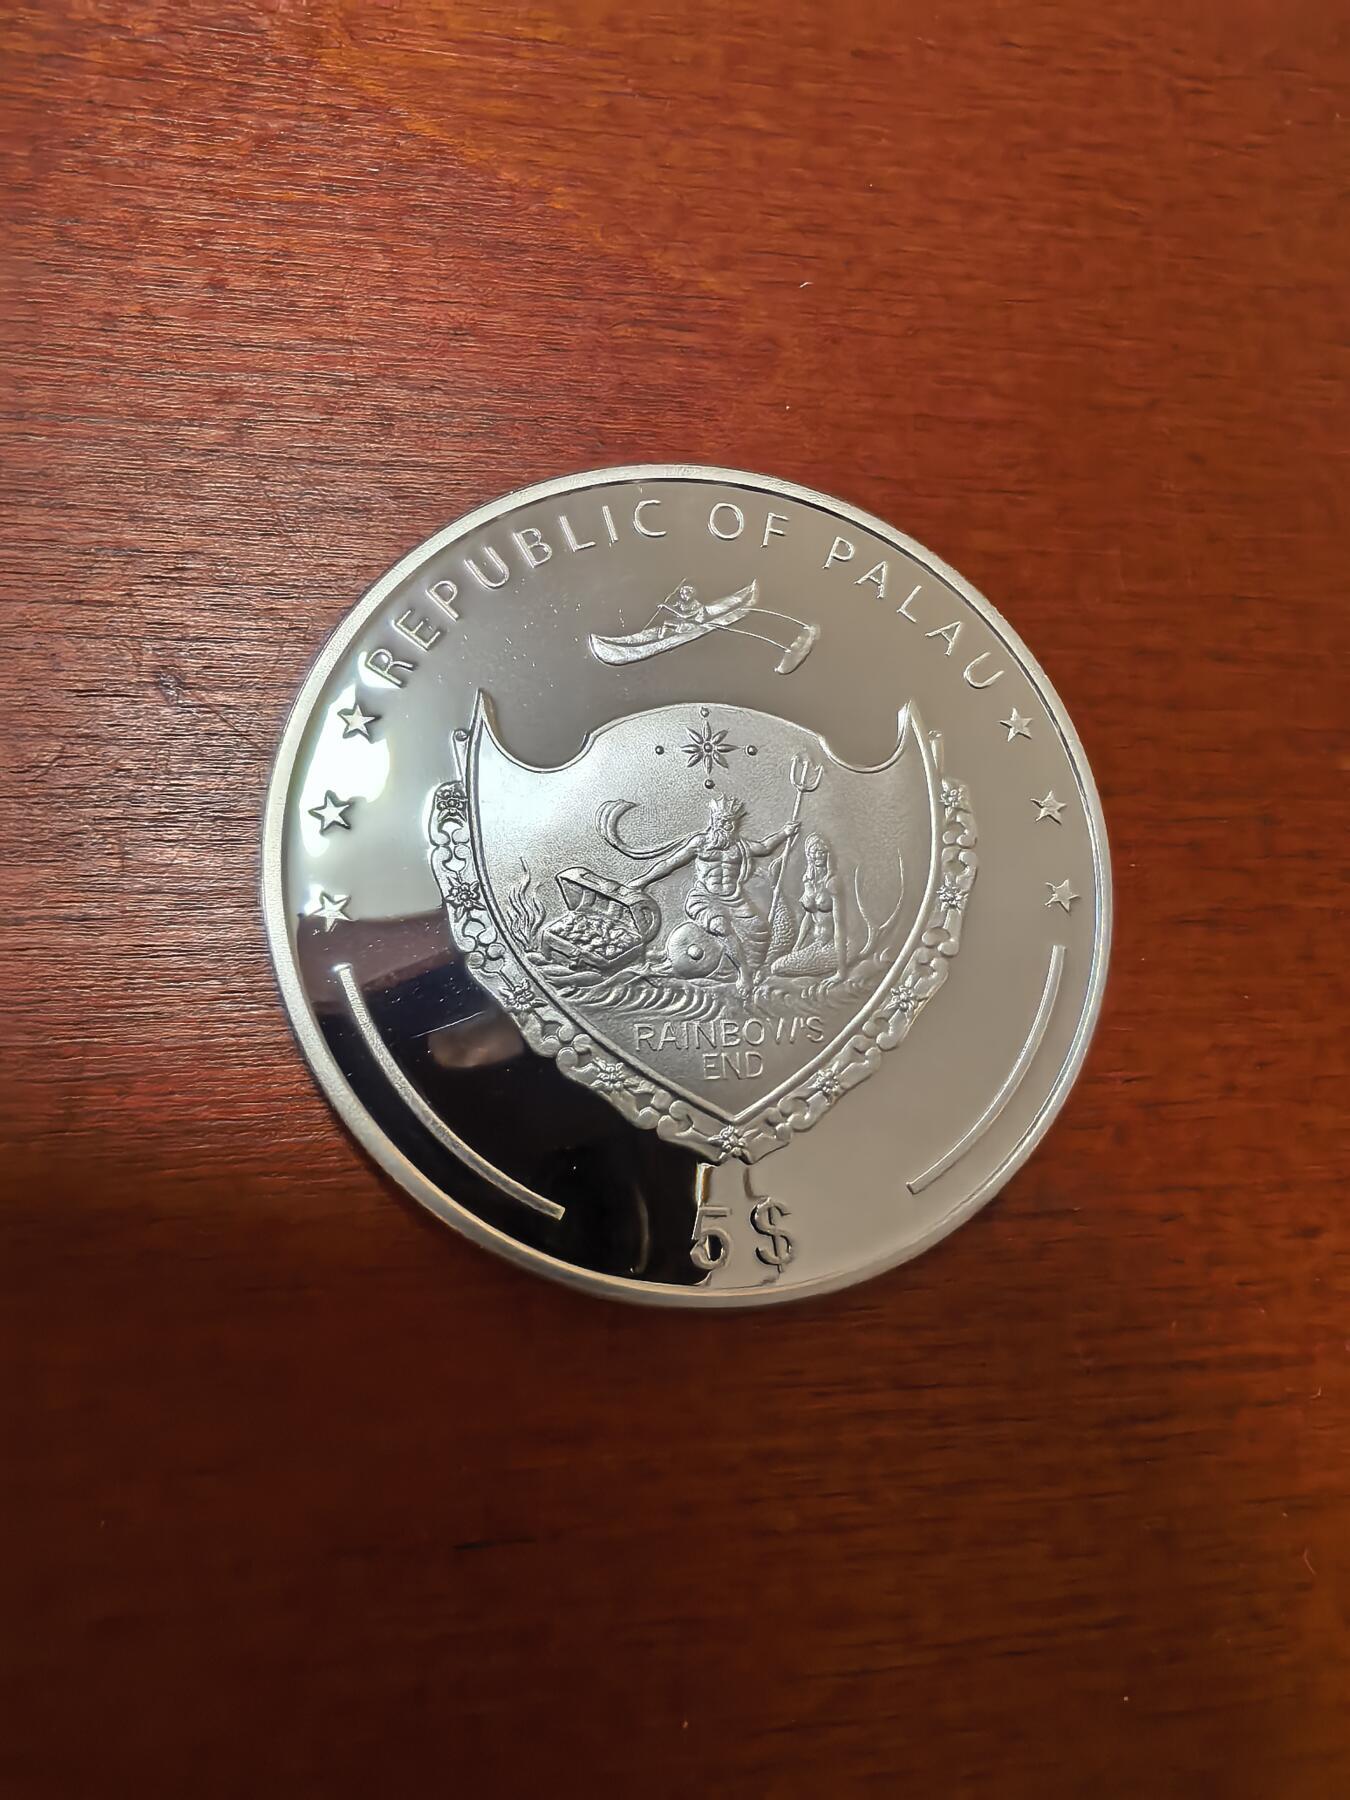 REPUBLIC OF PALAU
RAINBOW'S
END
5$